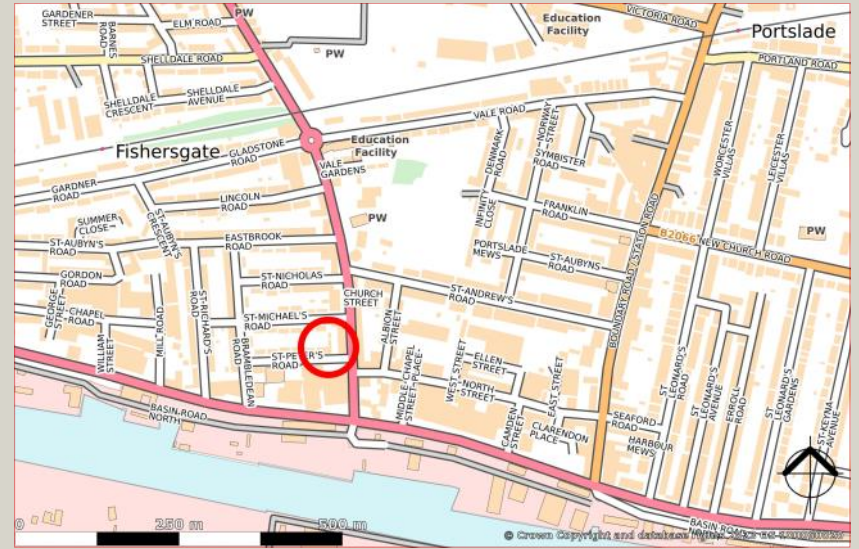 GARDENER
STREET
ELM ROAD
BARNES
ROAD
PW
PW
Education
Facility
VICTORIA ROAD
Portslade
PORTLAND ROAD
SHELLDALE ROAD
SHELLDALE
CRESCENT
SHELLDALE
AVENUE
VALE ROAD
Fishersgate
GLADSTONE
ROAD
Education
Facility
VALE
GARDENS
DENMARK
ROAD
NORWAY
STREET
SYMBISTER
ROAD
WORCESTER
VILLAS
LEICESTER
VILLAS
GARDNER
ROAD
LINCOLN
ROAD
INFINITY
CLOSE
FRANKLIN
ROAD
SUMMER
CLOSE
ST-AUBYN'S
CRESCENT
PW
B2066
NEW CHURCH ROAD
PW
ST-AUBYN'S
ROAD
EASTBROOK
ROAD
PORTSLADE
MEWS
ST-AUBYNS
ROAD
BOUNDARY ROAD / STATION ROAD
GORDON
ROAD
ST-NICHOLAS
ROAD
CHURCH
STREET
ST-ANDREW'S
ROAD
GEORGE
STREET
CHAPEL
ROAD
WILLIAM
STREET
MILL ROAD
ST-RICHARD'S
ROAD
ST-MICHAEL'S
ROAD
BRAMBLEDEAN
ROAD
ST-PETER'S
ROAD
ALBION
STREET
MIDDLE
STREET
CHAPEL
PLACE
WEST STREET
ELLEN
STREET
NORTH
STREET
EAST STREET
CAMDEN
STREET
CLARENDON
PLACE
SEAFORD
ROAD
HARBOUR
MEWS
ST
LEONARD'S
ROAD
ST
LEONARD'S
AVENUE
ERROLL
ROAD
ST
LEONARD'S
GARDENS
ST-KEYNA
AVENUE
BASIN ROAD
NORTH
BASIN ROAD
NORTH
0
250 m
500 m
© Crown Copyright and database rights